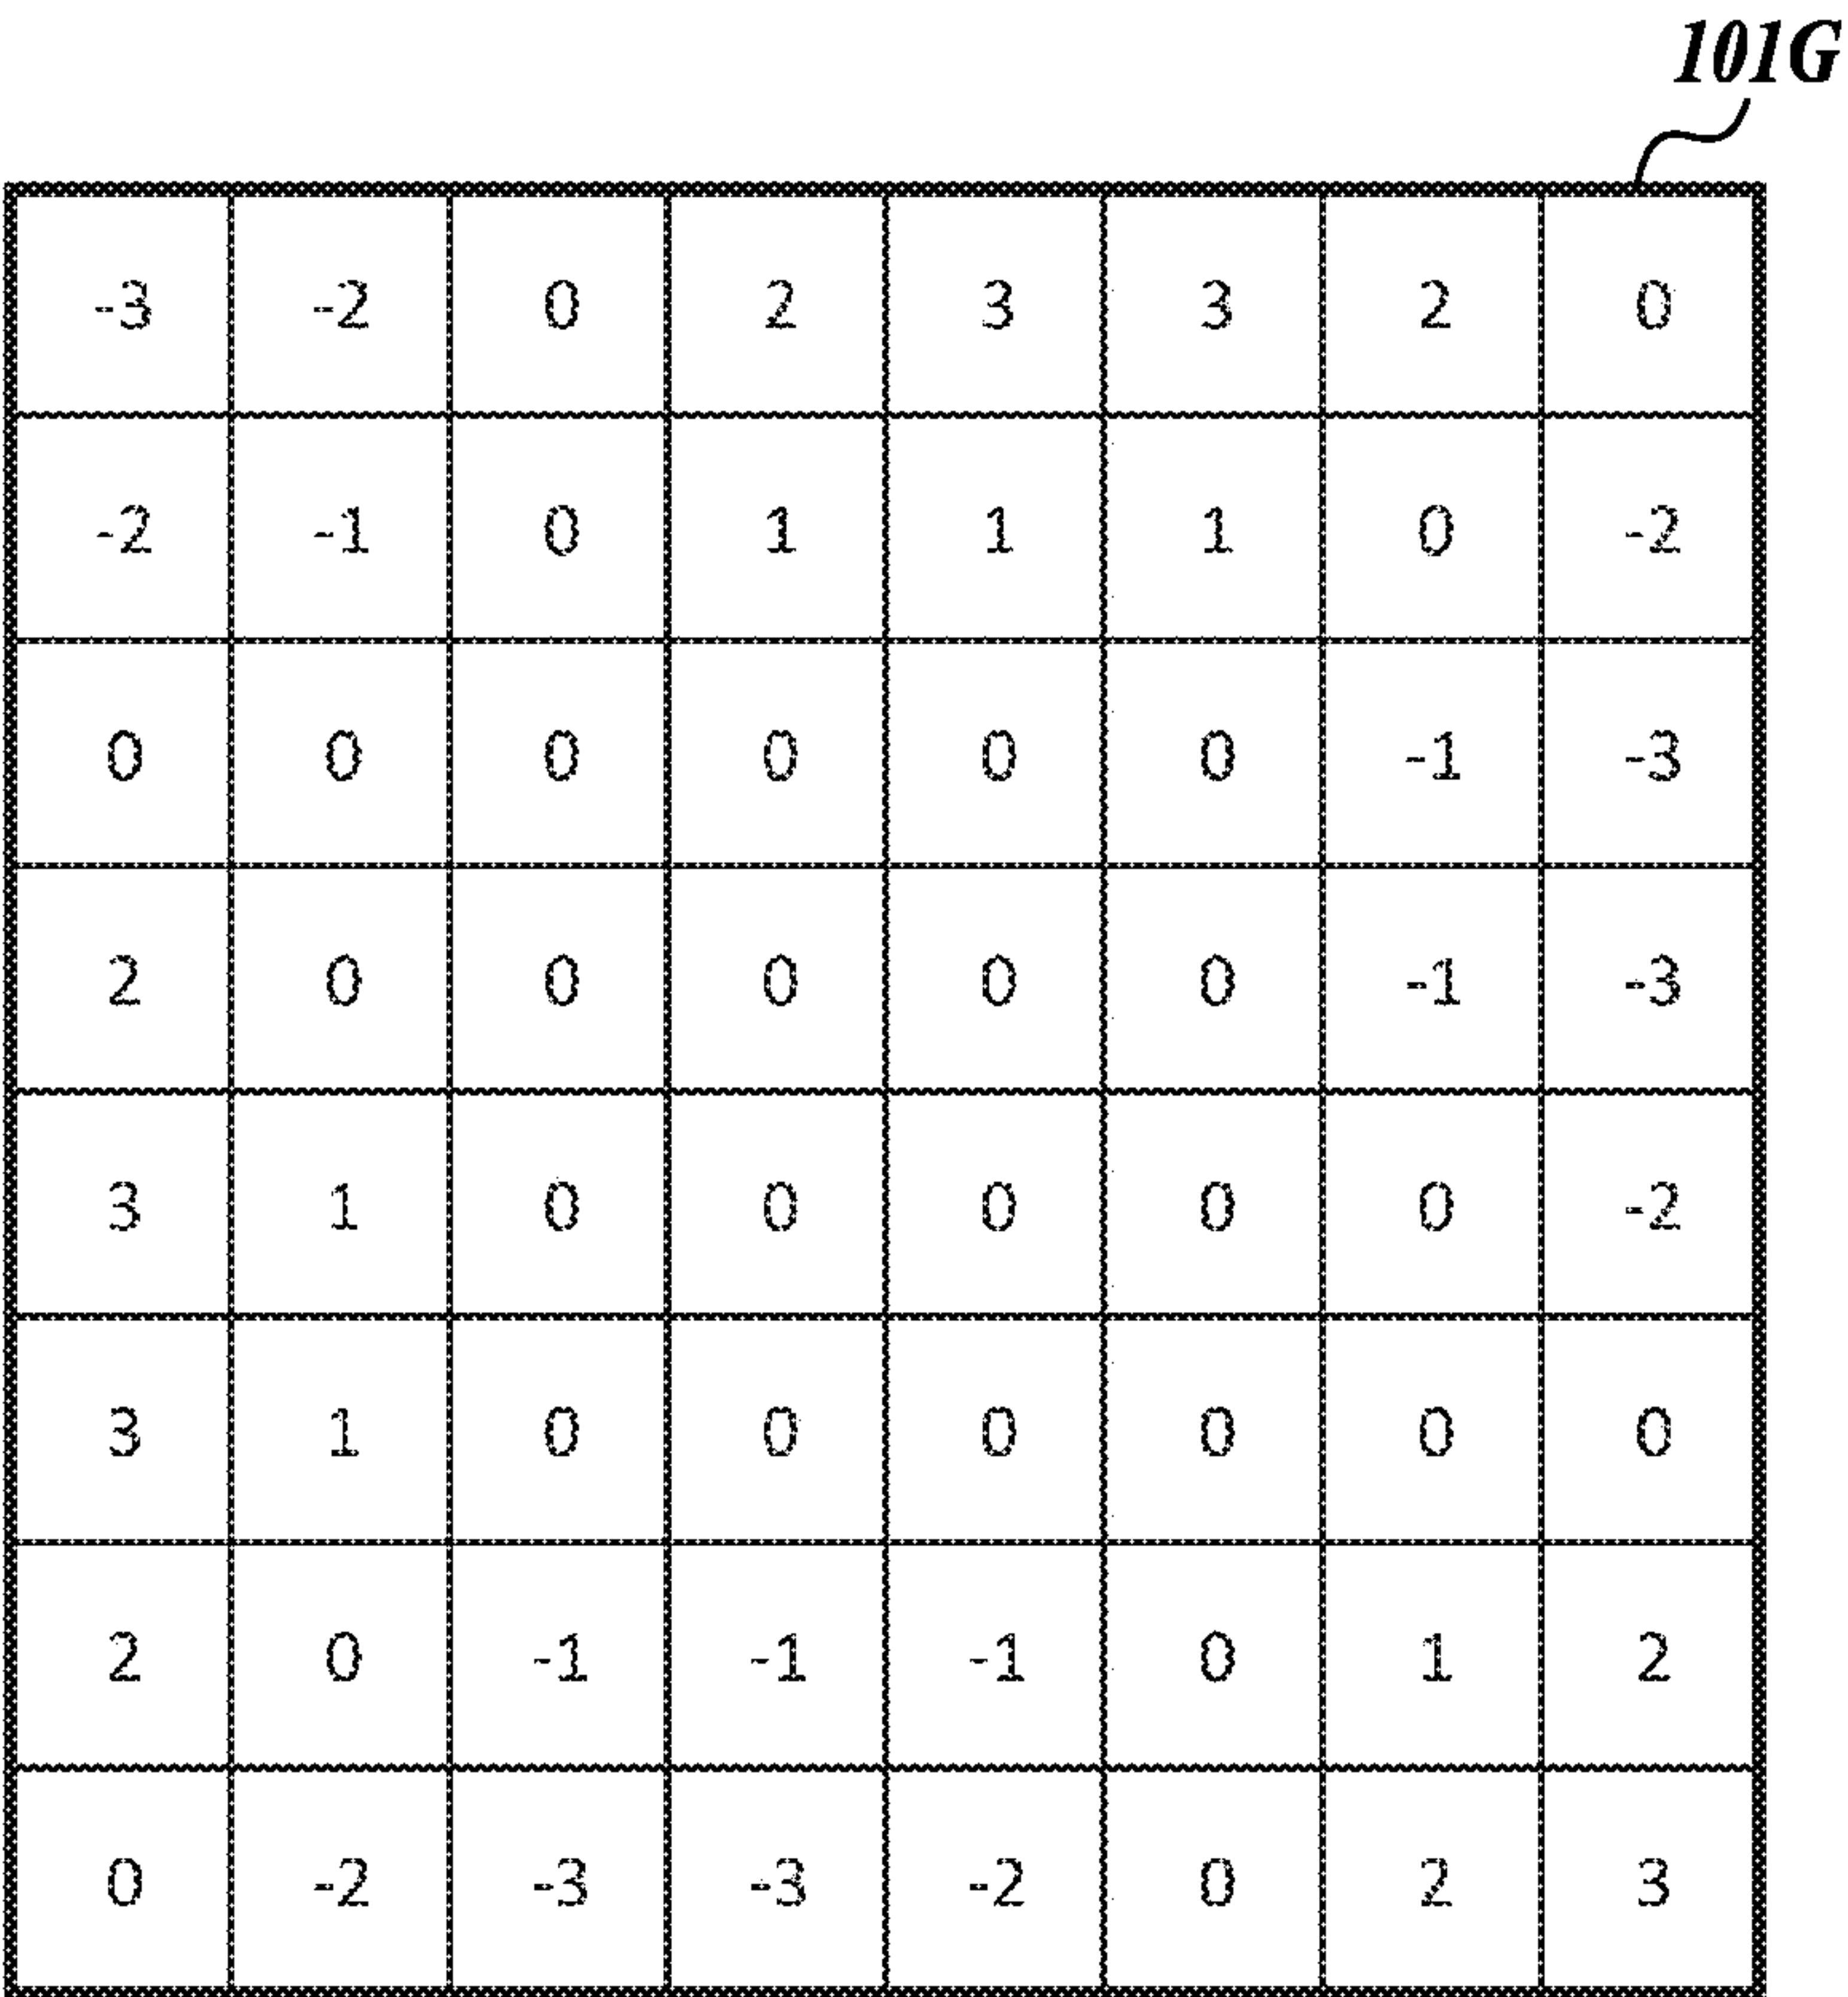 101G
-3 -2 0 2 3 3 2 0
-2 -1 0 1 1 1 0 -2
0 0 0 0 0 0 -1 -3
2 0 0 0 0 0 -1 -3
3 1 0 0 0 0 0 -2
3 1 0 0 0 0 0 0
2 0 -1 -1 -1 0 1 2
0 -2 -3 -3 -2 0 2 3